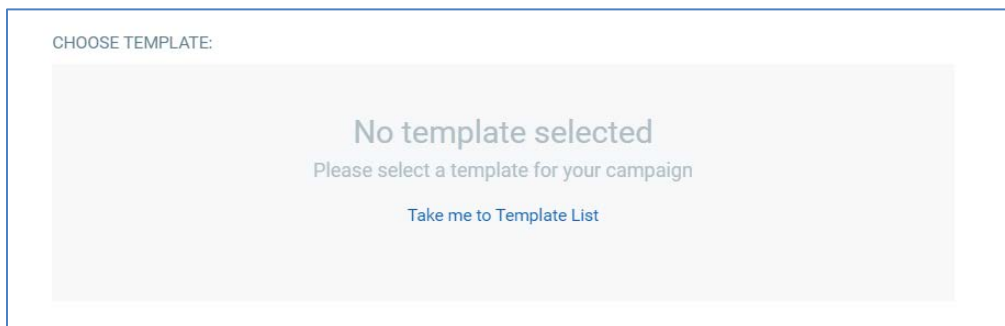 CHOOSE TEMPLATE:
No template selected
Please select a template for your campaign
Take me to Template List